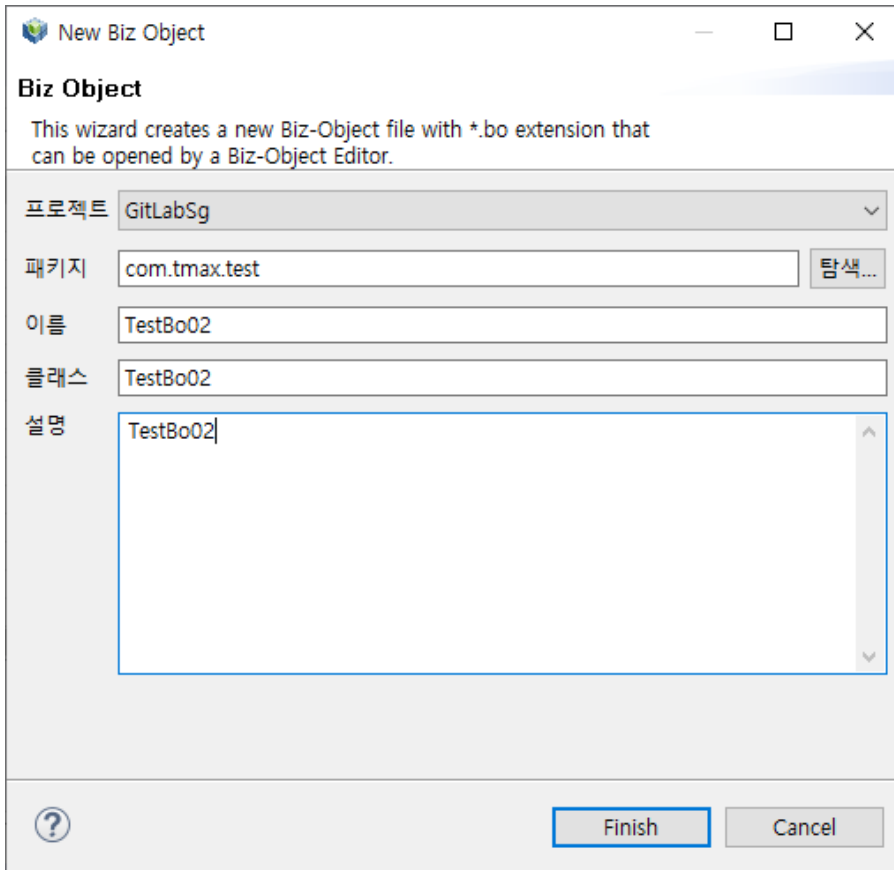 New Biz Object
Biz Object
This wizard creates a new Biz-Object file with *.bo extension that
can be opened by a Biz-Object Editor.
프로젝트 GitLabSg
패키지 com.tmax.test 탐색...
이름 TestBo02
클래스 TestBo02
설명 TestBo02
Finish Cancel